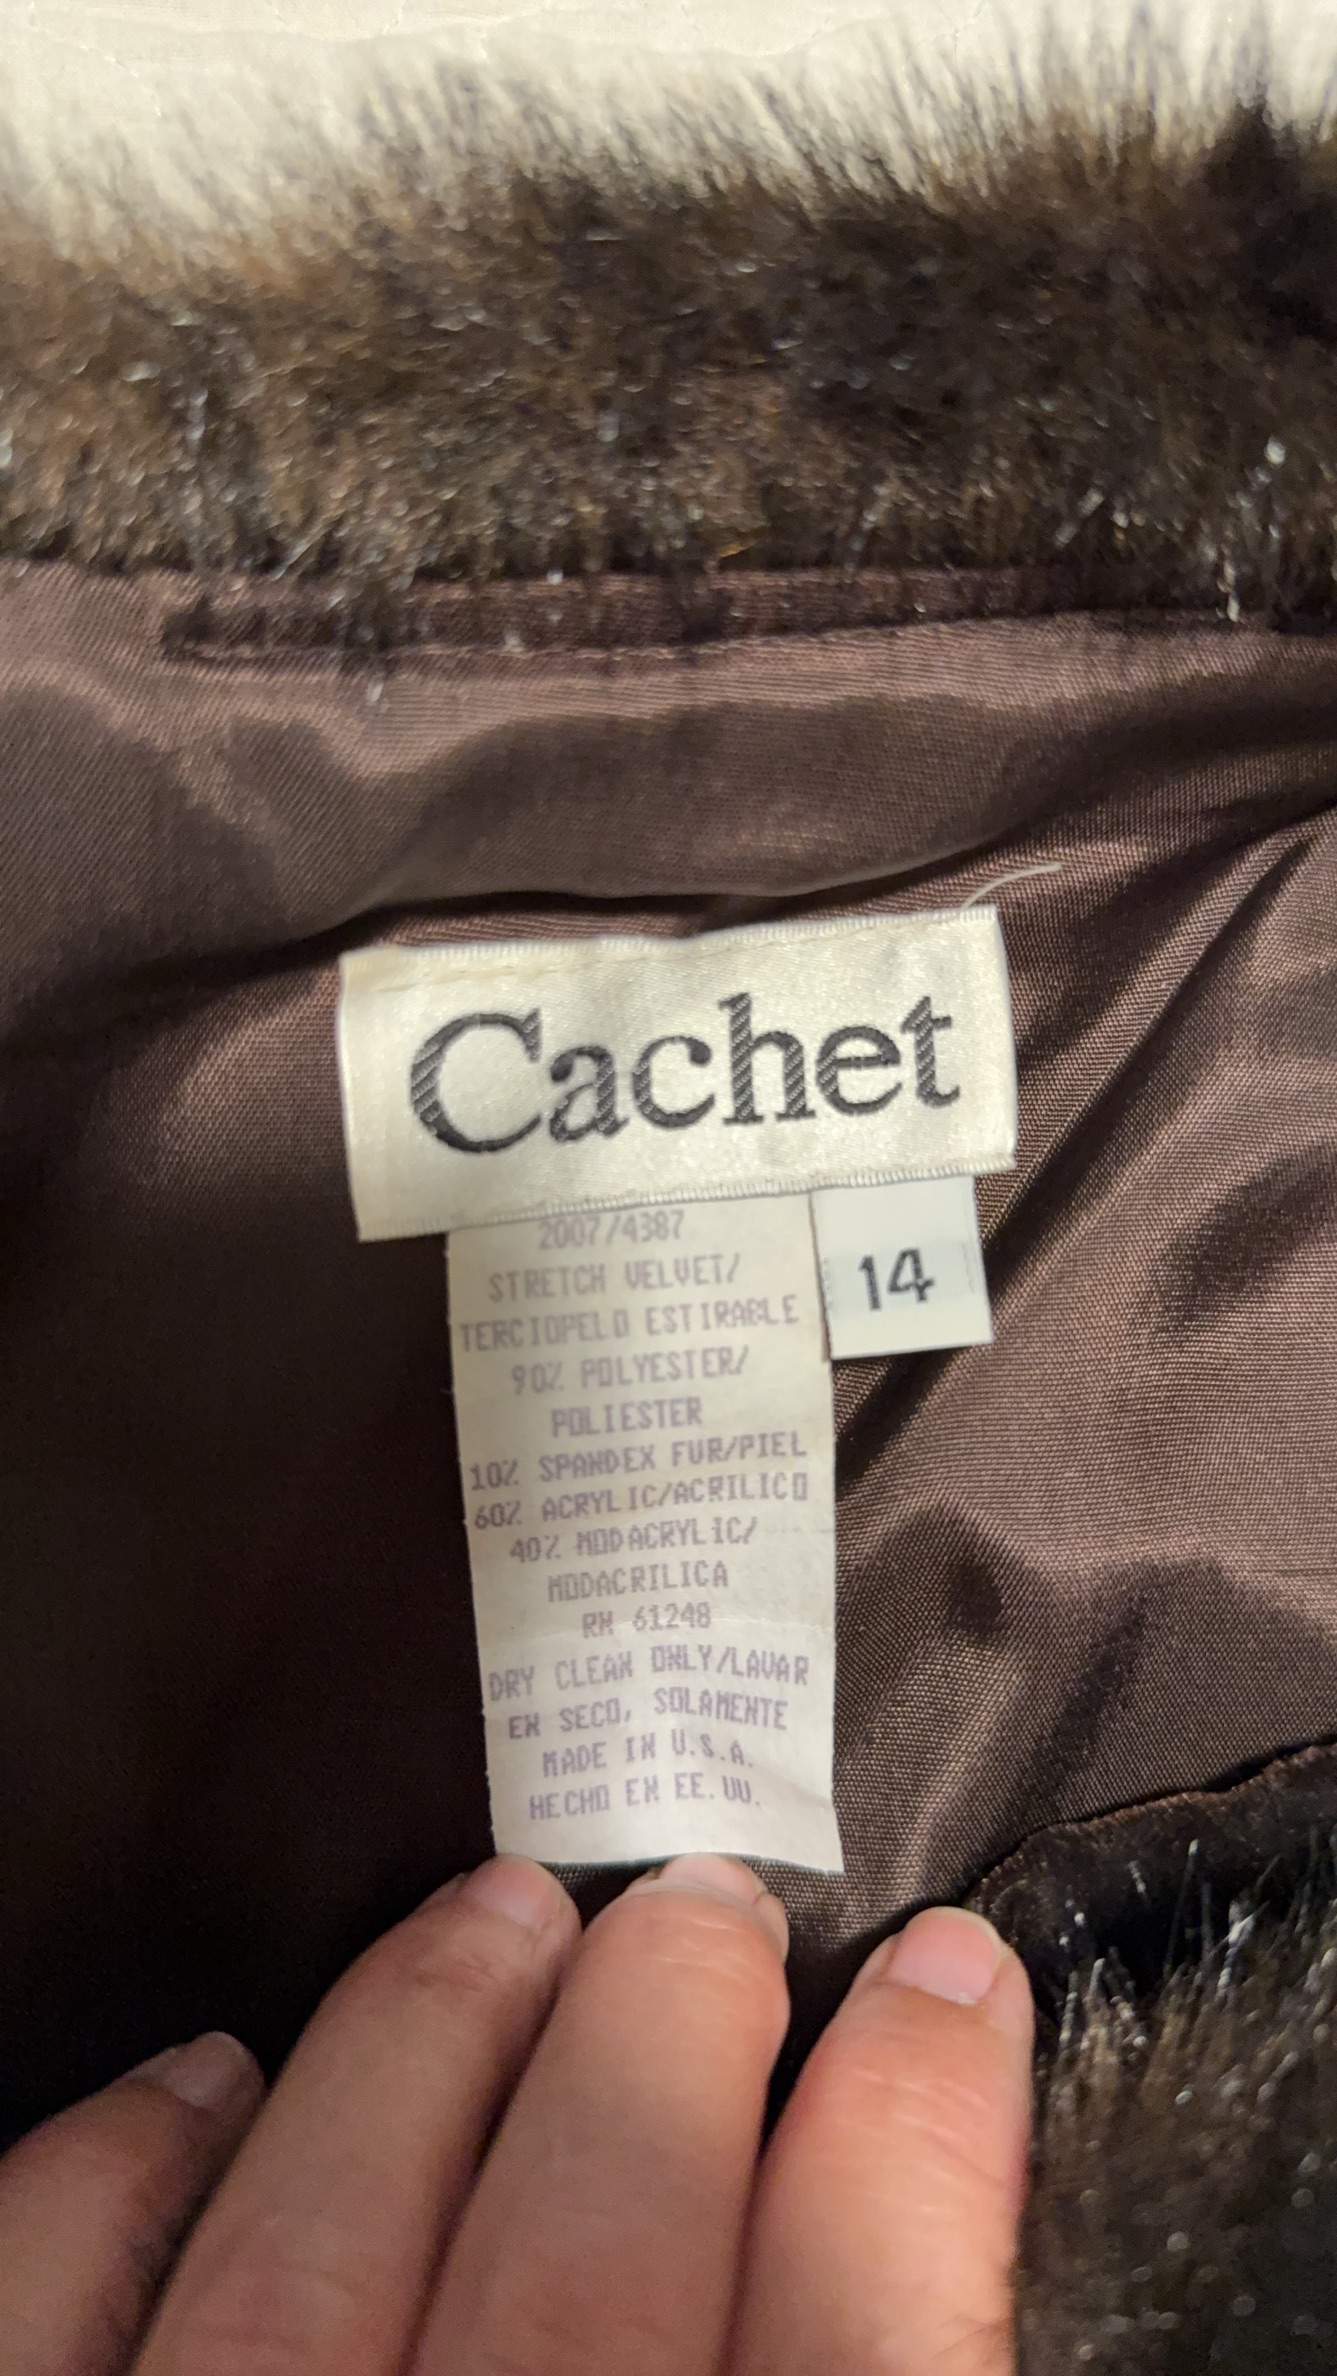 Cachet
14
2007/4387
STRETCH VELVET/
TERCIOPELO ESTIRABLE
90% POLYESTER/
POLIESTER
10% SPANDEX FUR/PIEL
60% ACRYLIC/ACRILICO
40% MODACRYLIC/
MODACRILICA
RN 61248
DRY CLEAN ONLY/LAVAR
EN SECO, SOLAMENTE
MADE IN U.S.A.
HECHO EN EE.UU.